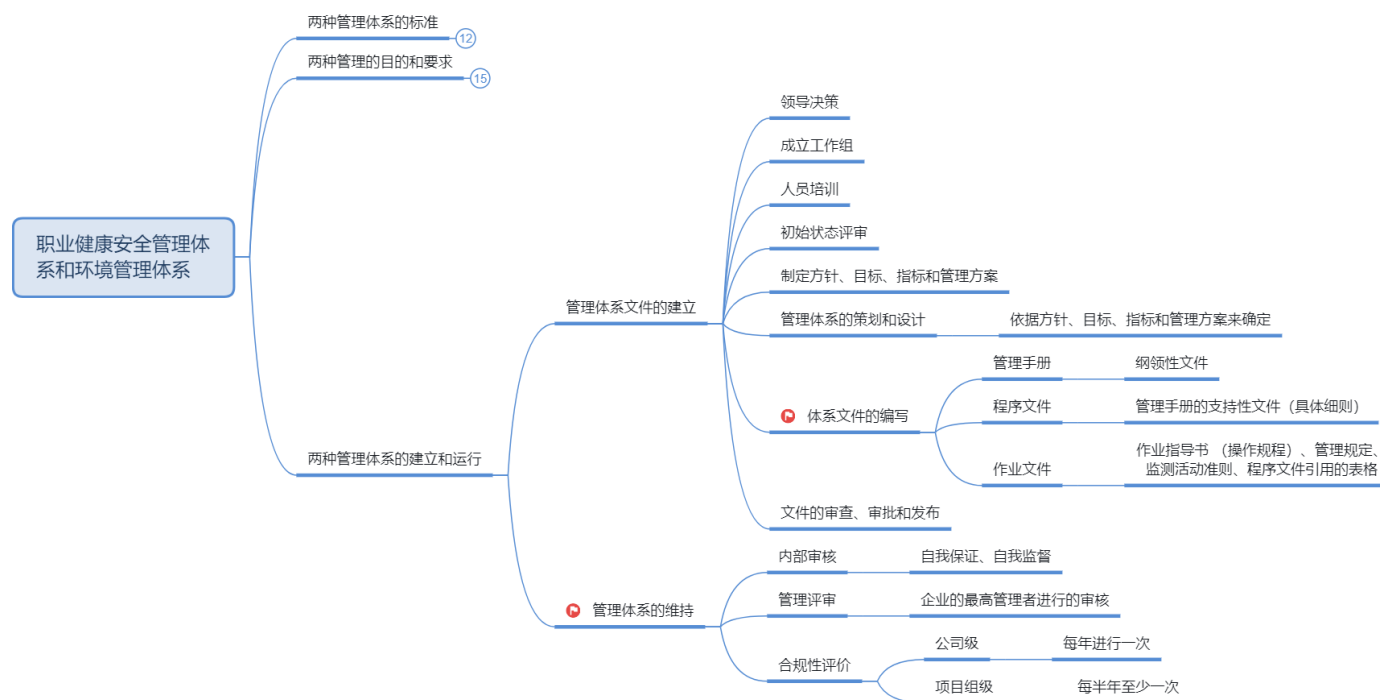 职业健康安全管理体
系和环境管理体系
两种管理体系的标准
12
两种管理的目的和要求
15
两种管理体系的建立和运行
管理体系文件的建立
领导决策
成立工作组
人员培训
初始状态评审
制定方针、目标、指标和管理方案
管理体系的策划和设计
依据方针、目标、指标和管理方案来确定
体系文件的编写
管理手册
纲领性文件
程序文件
管理手册的支持性文件（具体细则）
作业文件
作业指导书 （操作规程）、管理规定、
监测活动准则、程序文件引用的表格
文件的审查、审批和发布
管理体系的维持
内部审核
自我保证、自我监督
管理评审
企业的最高管理者进行的审核
合规性评价
公司级
每年进行一次
项目组级
每半年至少一次